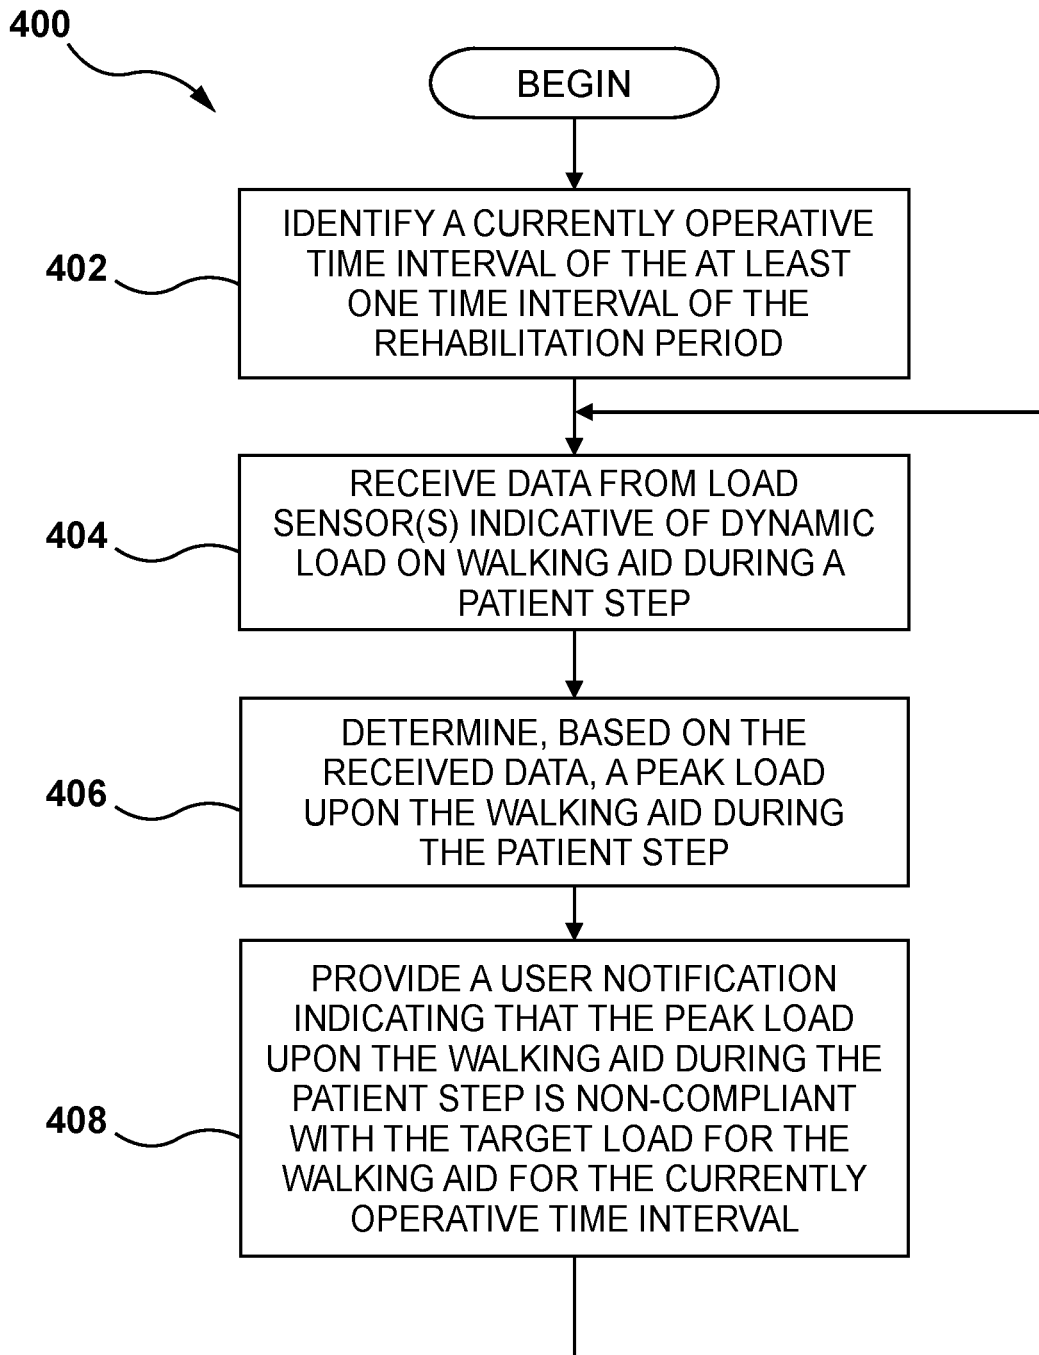 400
BEGIN
402
IDENTIFY A CURRENTLY OPERATIVE
TIME INTERVAL OF THE AT LEAST
ONE TIME INTERVAL OF THE
REHABILITATION PERIOD
404
RECEIVE DATA FROM LOAD
SENSOR(S) INDICATIVE OF DYNAMIC
LOAD ON WALKING AID DURING A
PATIENT STEP
406
DETERMINE, BASED ON THE
RECEIVED DATA, A PEAK LOAD
UPON THE WALKING AID DURING
THE PATIENT STEP
408
PROVIDE A USER NOTIFICATION
INDICATING THAT THE PEAK LOAD
UPON THE WALKING AID DURING THE
PATIENT STEP IS NON-COMPLIANT
WITH THE TARGET LOAD FOR THE
WALKING AID FOR THE CURRENTLY
OPERATIVE TIME INTERVAL